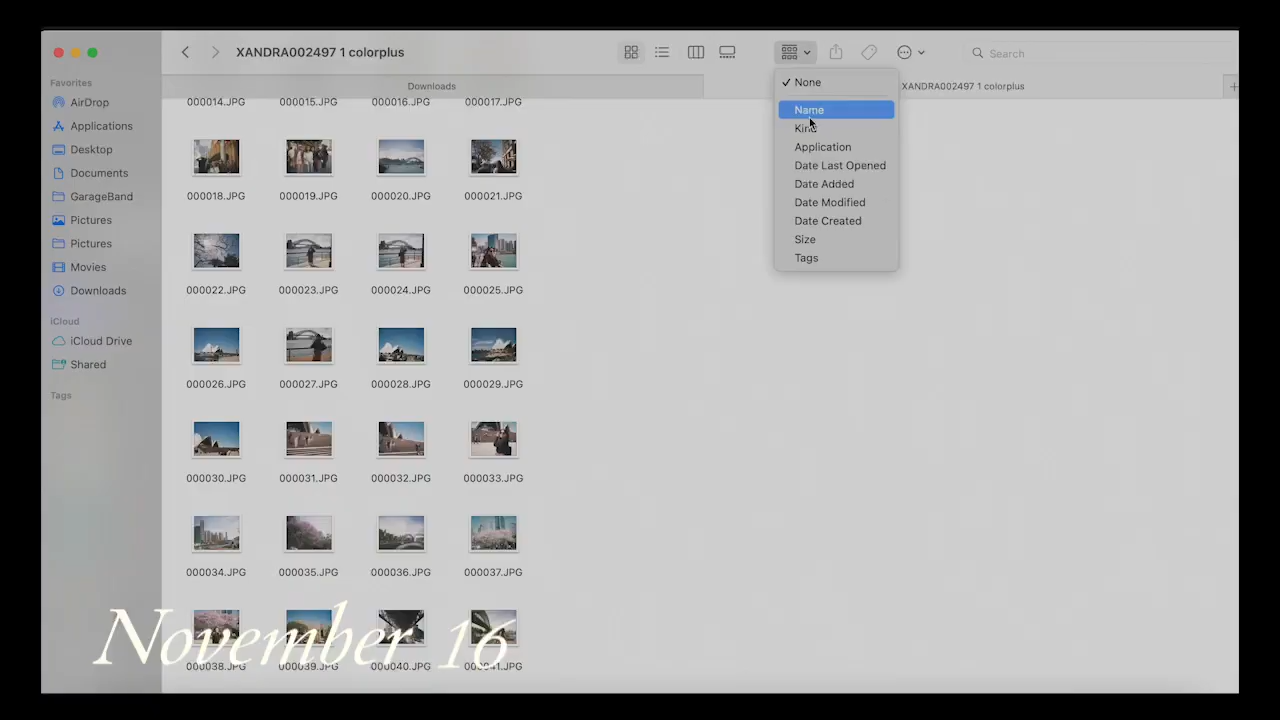 XANDRA002497 1 colorplus
Search
Favorites
AirDrop
Applications
Desktop
Documents
GarageBand
Pictures
Pictures
Movies
Downloads
iCloud
iCloud Drive
Shared
Tags
Downloads
XANDRA002497 1 colorplus
None
Name
Kind
Application
Date Last Opened
Date Added
Date Modified
Date Created
Size
Tags
000014.JPG 000015.JPG 000016.JPG 000017.JPG
000018.JPG 000019.JPG 000020.JPG 000021.JPG
000022.JPG 000023.JPG 000024.JPG 000025.JPG
000026.JPG 000027.JPG 000028.JPG 000029.JPG
000030.JPG 000031.JPG 000032.JPG 000033.JPG
000034.JPG 000035.JPG 000036.JPG 000037.JPG
000038.JPG 000039.JPG 000040.JPG 000041.JPG
November 16